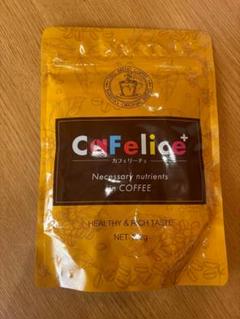 CaFelice+
カフェリーチェ
Necessary nutrients
in COFFEE
HEALTHY & RICH TASTE
NET